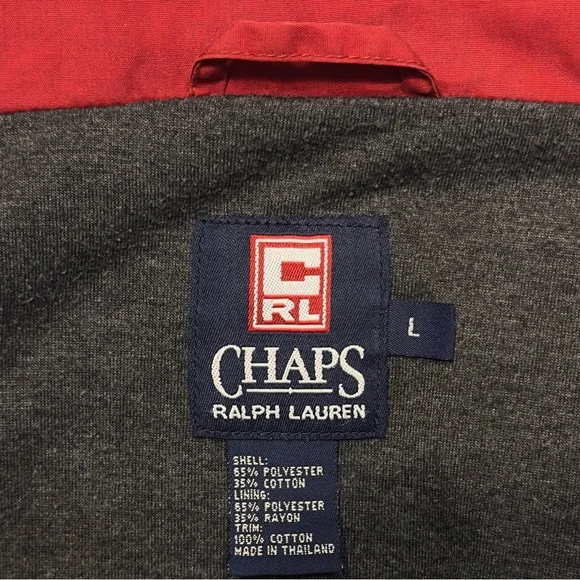 C
RL
CHAPS
RALPH LAUREN
L
SHELL:
65% POLYESTER
35% COTTON
LINING:
65% POLYESTER
35% RAYON
TRIM:
100% COTTON
MADE IN THAILAND